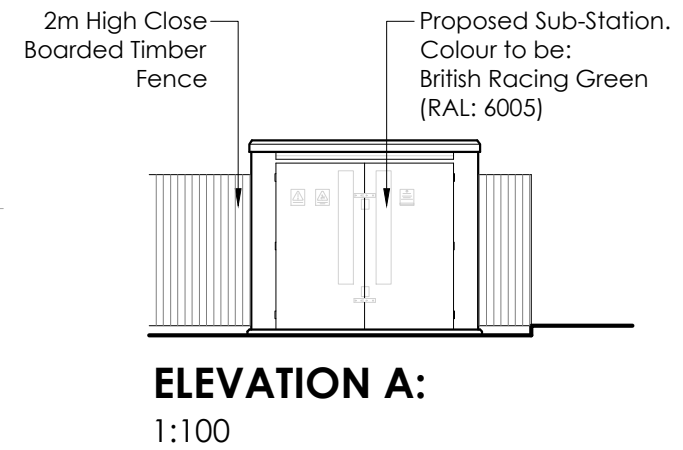 2m High Close
Boarded Timber
Fence
Proposed Sub-Station.
Colour to be:
British Racing Green
(RAL: 6005)
ELEVATION A:
1:100